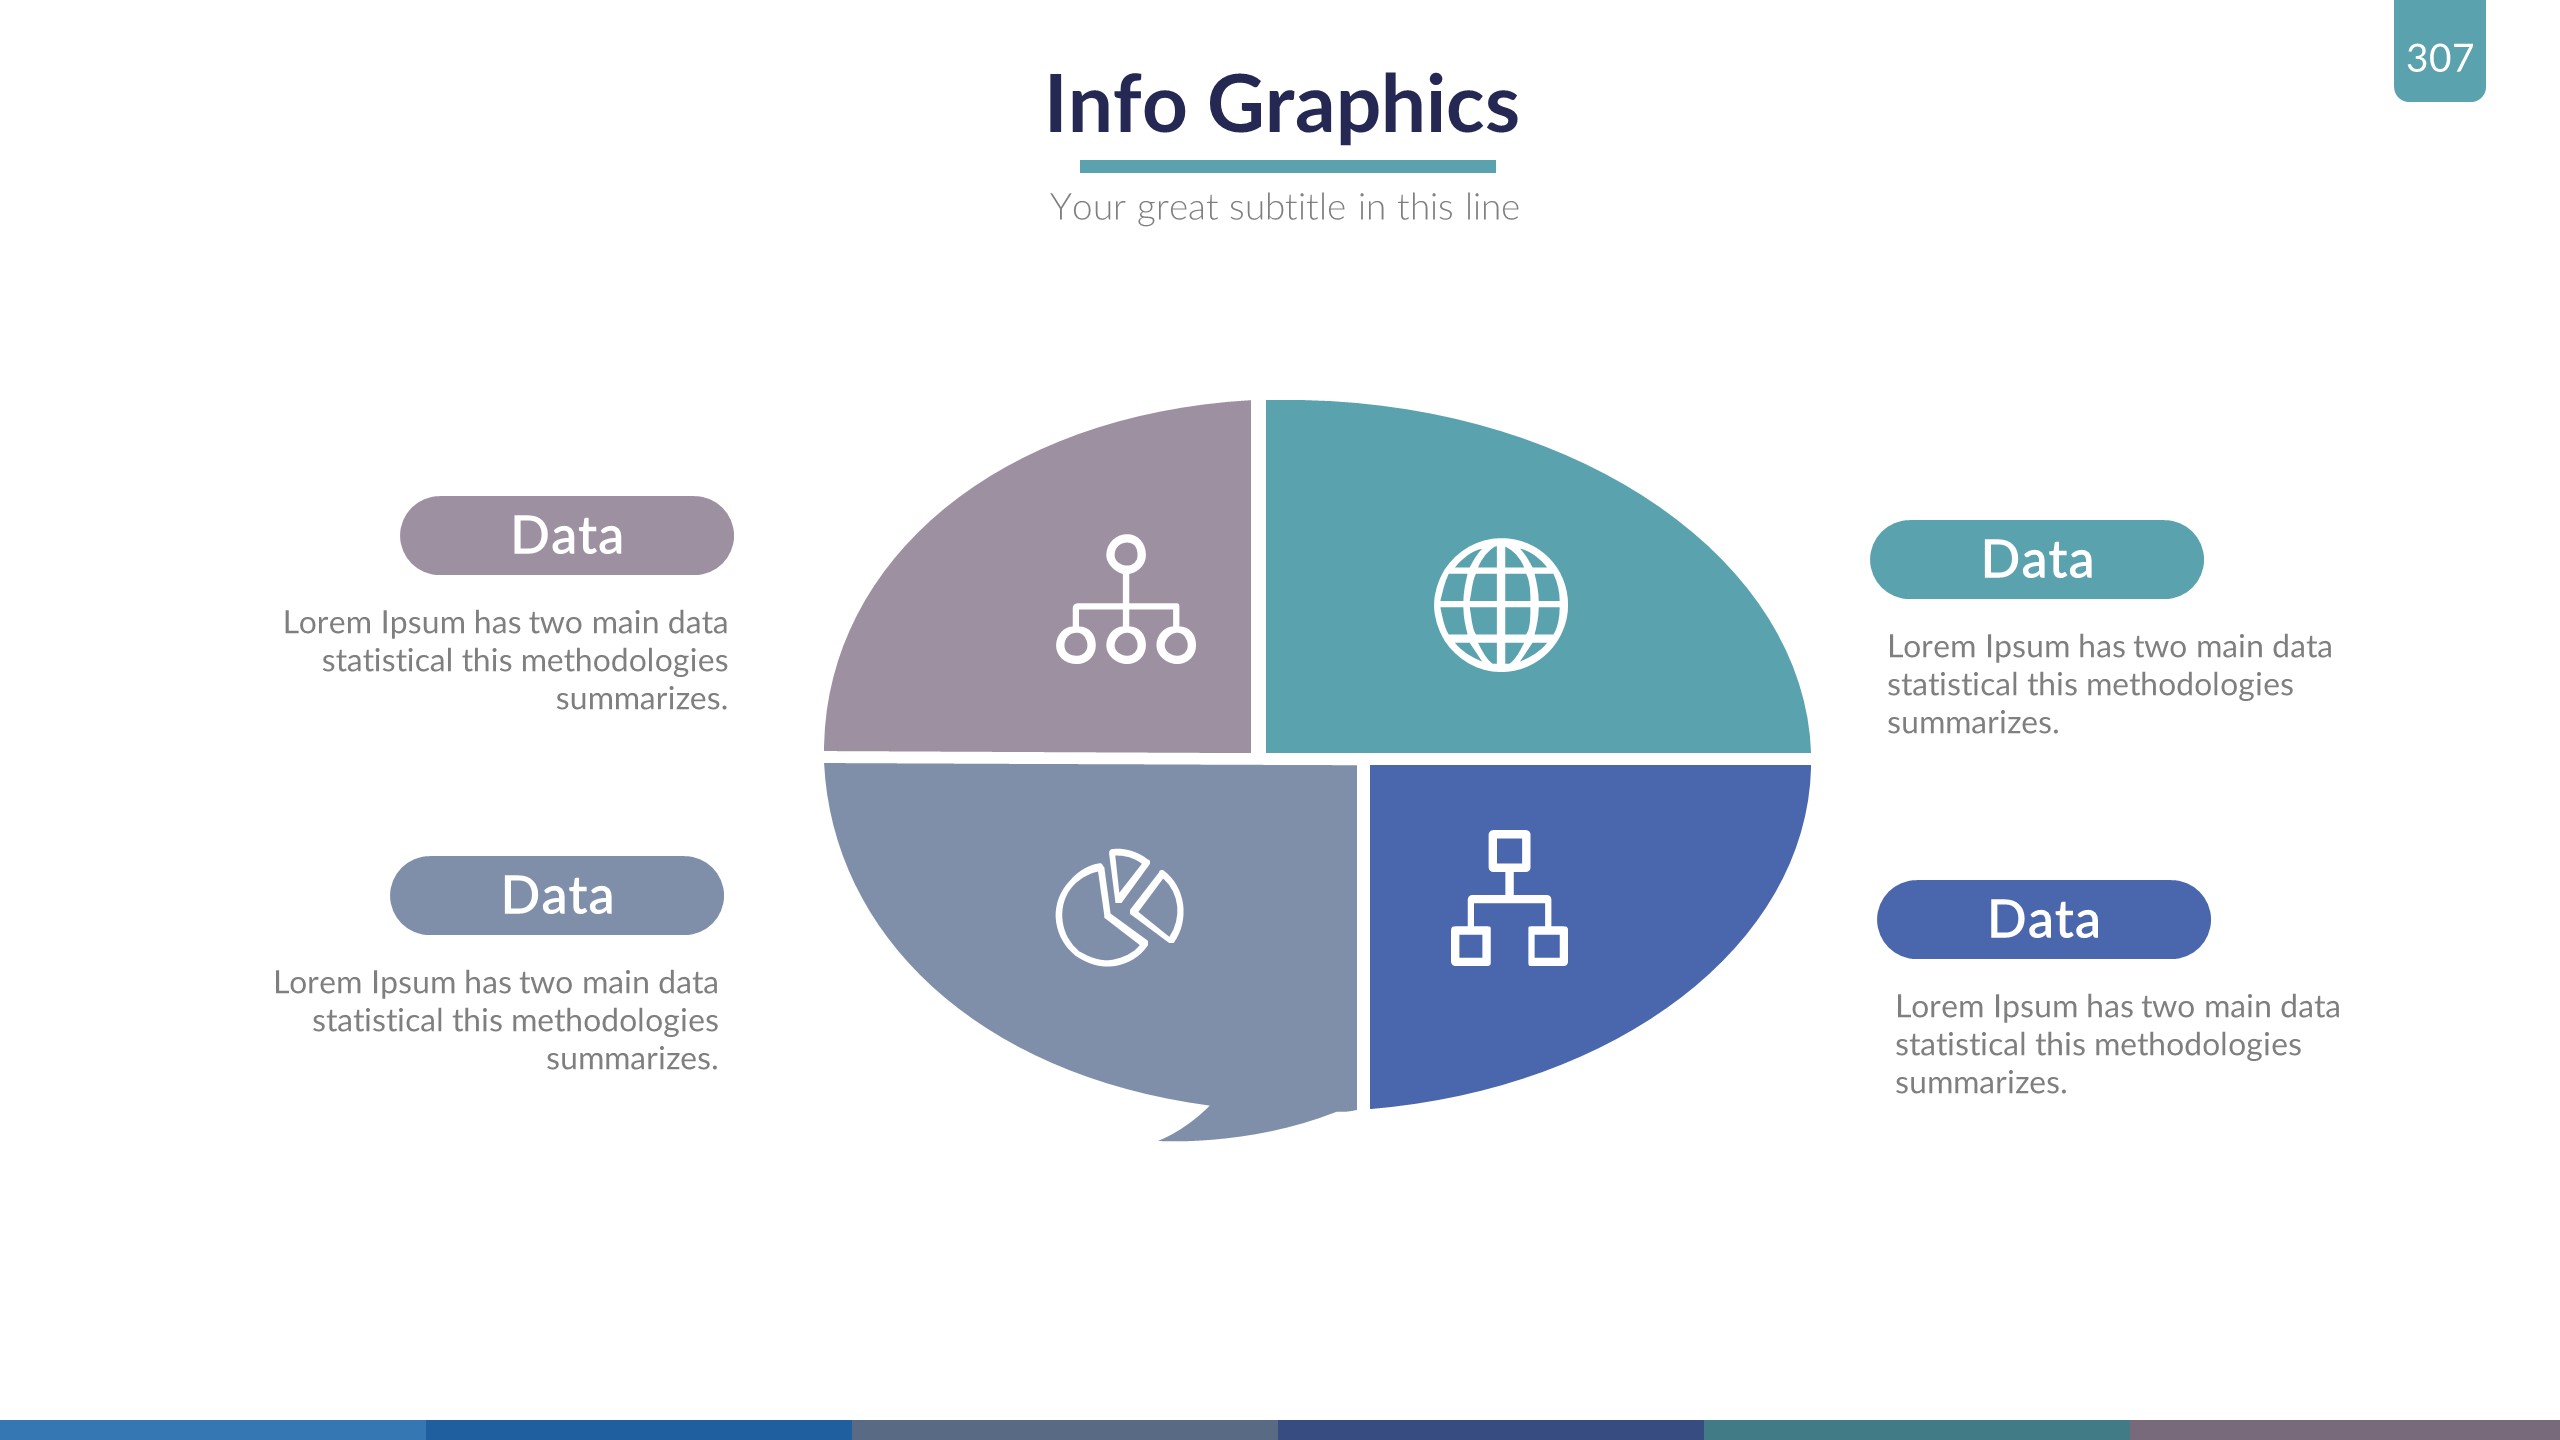 307
Info Graphics
Your great subtitle in this line
Data
Lorem Ipsum has two main data
statistical this methodologies
summarizes.
Data
Lorem Ipsum has two main data
statistical this methodologies
summarizes.
Data
Lorem Ipsum has two main data
statistical this methodologies
summarizes.
Data
Lorem Ipsum has two main data
statistical this methodologies
summarizes.